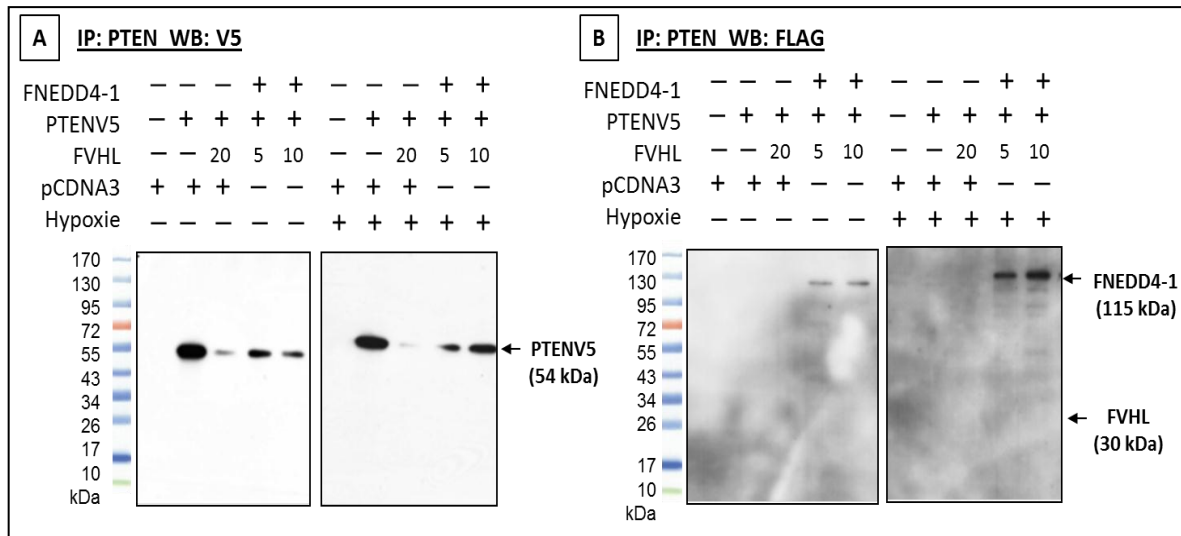 A IP: PTEN WB: V5
FNEDD4-1 − − − + + − − − + +
PTENV5 − + + + + − + + + +
FVHL − − 20 5 10 − − 20 5 10
pCDNA3 + + + − − + + + − −
Hypoxie − − − − − + + + + +
170
130
95
72
55
43
34
26
17
10
kDa
PTENV5
(54 kDa)
B IP: PTEN WB: FLAG
FNEDD4-1 − − − + + − − − + +
PTENV5 − + + + + − + + + +
FVHL − − 20 5 10 − − 20 5 10
pCDNA3 + + + − − + + + − −
Hypoxie − − − − − + + + + +
170
130
95
72
55
43
34
26
17
10
kDa
FNEDD4-1
(115 kDa)
FVHL
(30 kDa)